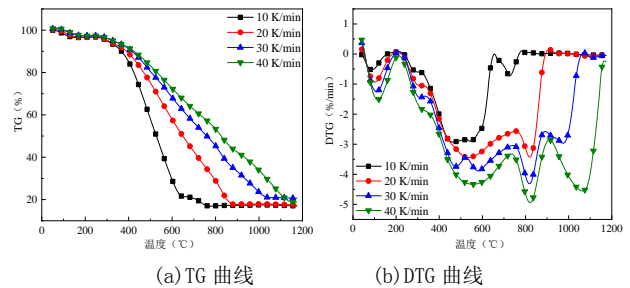 10 K/min
20 K/min
30 K/min
40 K/min
100
80
60
40
20
TG（%）
0 200 400 600 800 1000 1200
温度（℃）
(a)TG 曲线
1
0
-1
-2
-3
-4
-5
DTG（%/min）
10 K/min
20 K/min
30 K/min
40 K/min
0 200 400 600 800 1000 1200
温度（℃）
(b)DTG 曲线